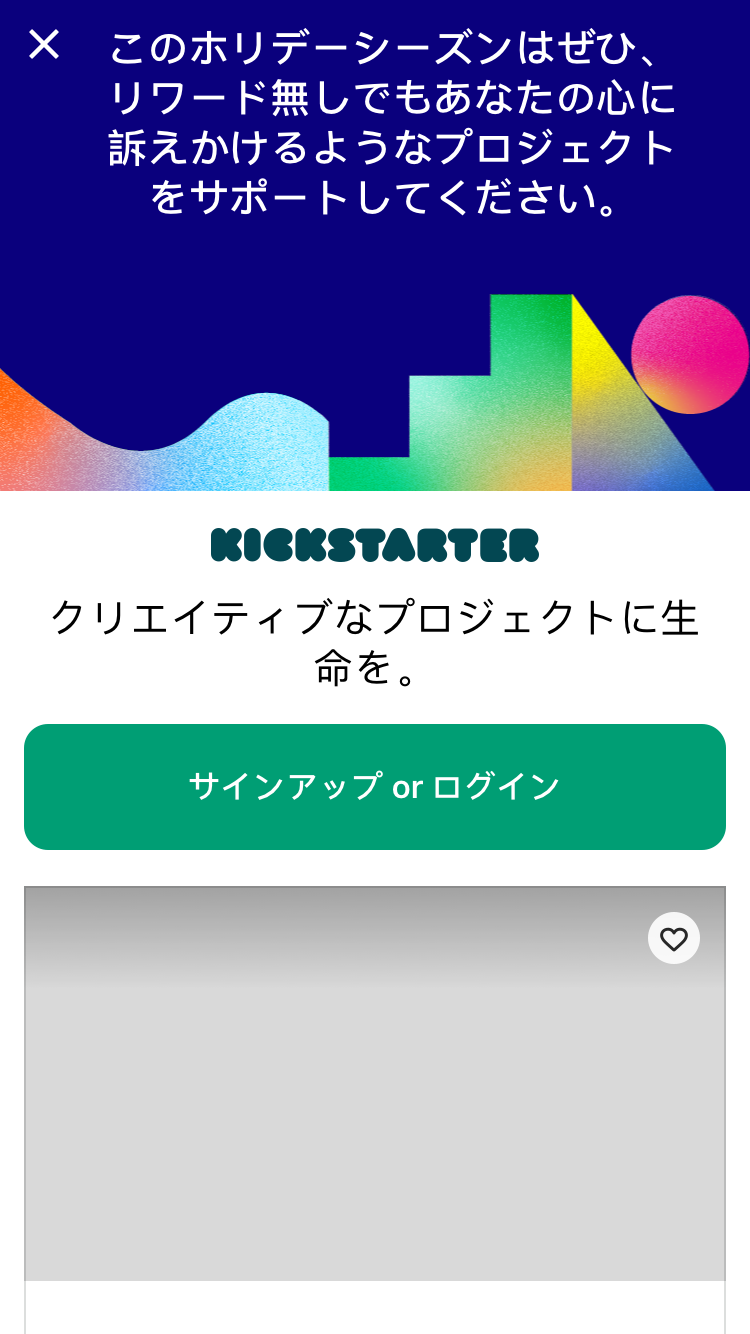 このホリデーシーズンはぜひ、
リワード無しでもあなたの心に
訴えかけるようなプロジェクト
をサポートしてください。
KICKSTARTER
クリエイティブなプロジェクトに生
命を。
サインアップ or ログイン